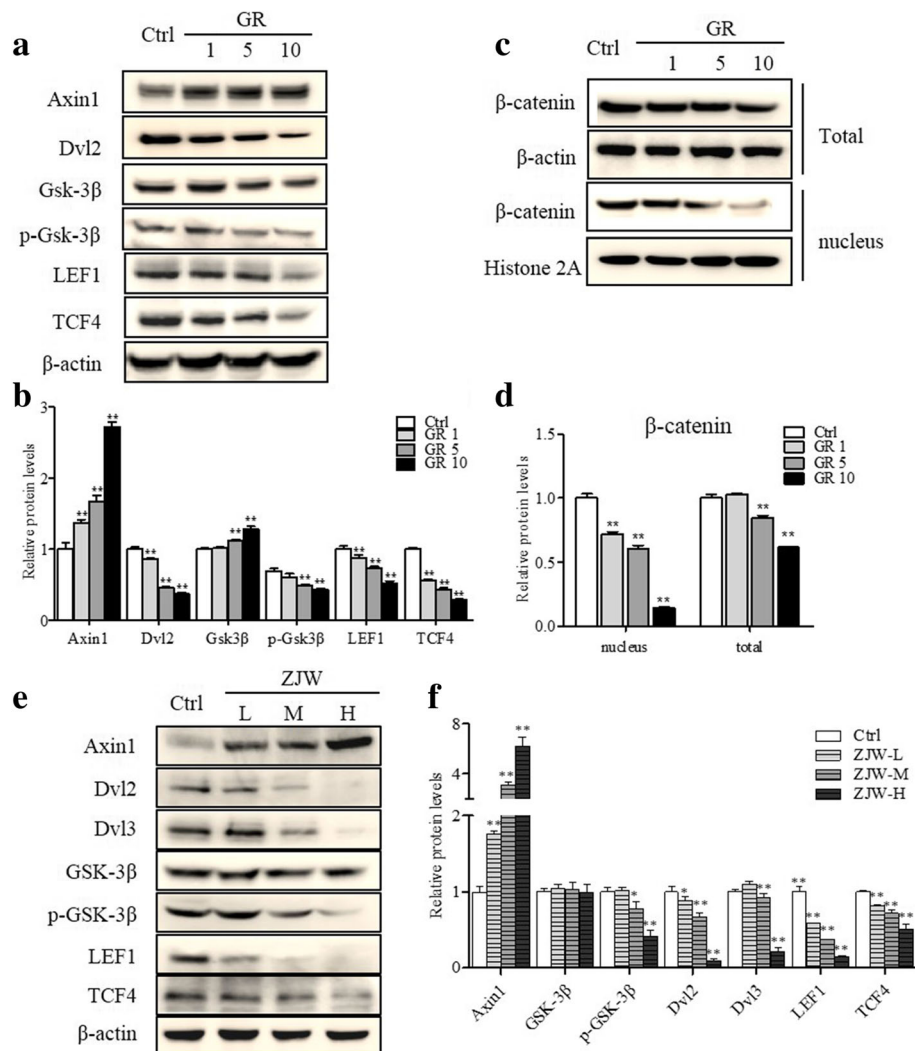 a
Ctrl
GR
1 5 10
Axin1
Dvl2
Gsk-3β
p-Gsk-3β
LEF1
TCF4
β-actin
c
Ctrl
GR
1 5 10
β-catenin
β-actin
Total
β-catenin
Histone 2A
nucleus
b
Relative protein levels
3
2
1
0
** ** **
** ** **
** **
** **
** ** **
** ** **
Ctrl
GR 1
GR 5
GR 10
Axin1 Dvl2 Gsk3β p-Gsk3β LEF1 TCF4
d
β-catenin
Relative protein levels
1.5
1.0
0.5
0.0
** ** **
** **
Ctrl
GR 1
GR 5
GR 10
nucleus total
e
Ctrl
ZJW
L M H
Axin1
Dvl2
Dvl3
GSK-3β
p-GSK-3β
LEF1
TCF4
β-actin
f
Relative protein levels
8
6
4
2
1
0
** ** **
* **
* ** **
** **
** ** ** **
** ** **
Ctrl
ZJW-L
ZJW-M
ZJW-H
Axin1 GSK-3β p-GSK-3β Dvl2 Dvl3 LEF1 TCF4